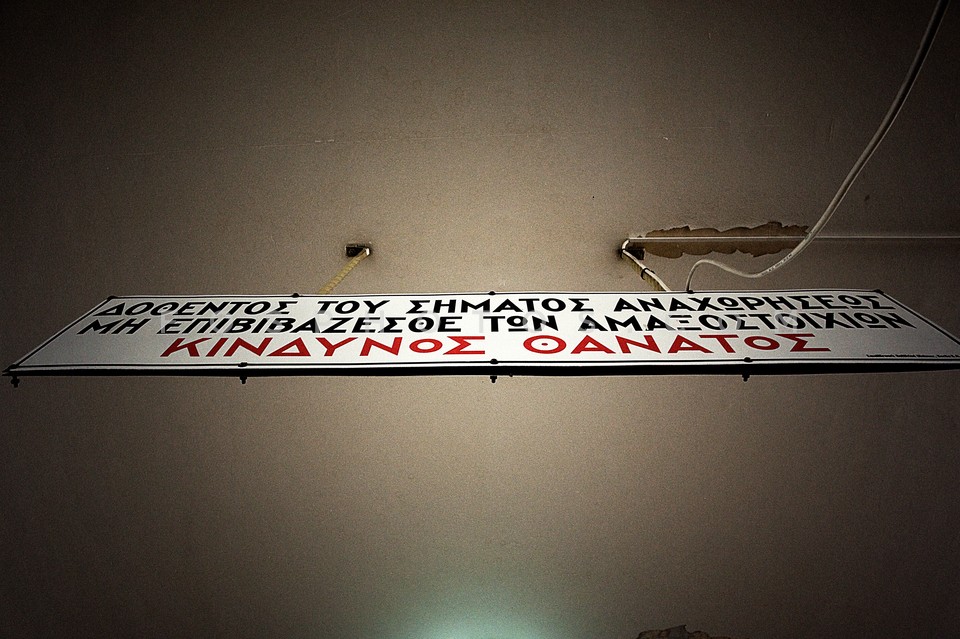 ΔΟΘΕΝΤΟΣ ΤΟΥ ΣΗΜΑΤΟΣ ΑΝΑΧΩΡΗΣΕΩΣ
ΜΗ ΕΠΙΒΙΒΑΖΕΣΘΕ ΤΩΝ ΑΜΑΞΟΣΤΟΙΧΙΩΝ
ΚΙΝΔΥΝΟΣ ΘΑΝΑΤΟΣ